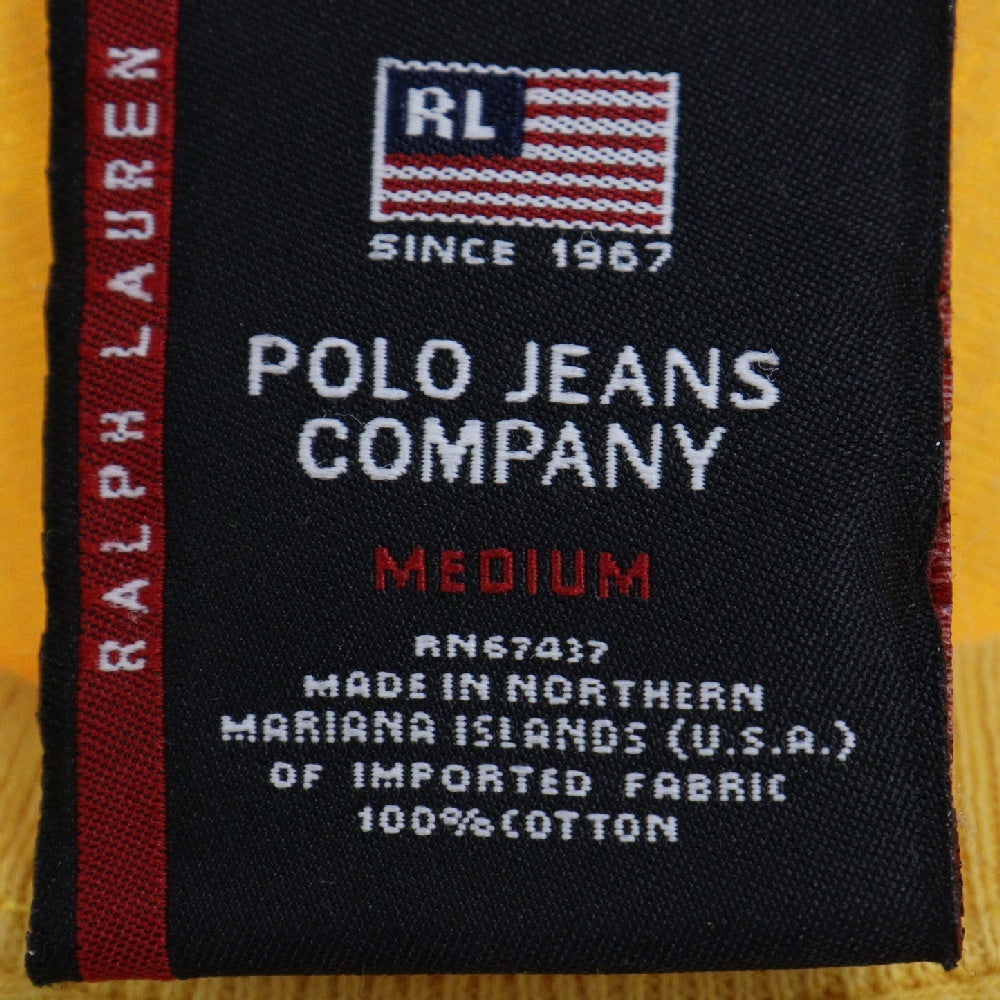 RALPH LAUREN
RL
SINCE 1967
POLO JEANS
COMPANY
MEDIUM
RN67437
MADE IN NORTHERN
MARIANA ISLANDS (U.S.A.)
OF IMPORTED FABRIC
100% COTTON